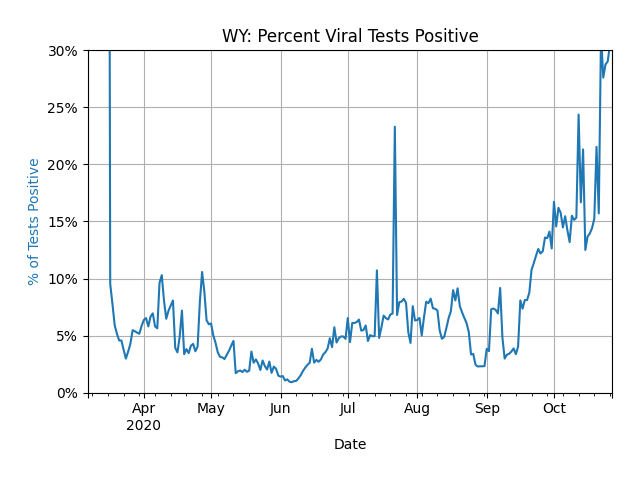 WY: Percent Viral Tests Positive
30%
25%
20%
15%
10%
5%
0%
% of Tests Positive
Apr May Jun Jul Aug Sep Oct
2020
Date